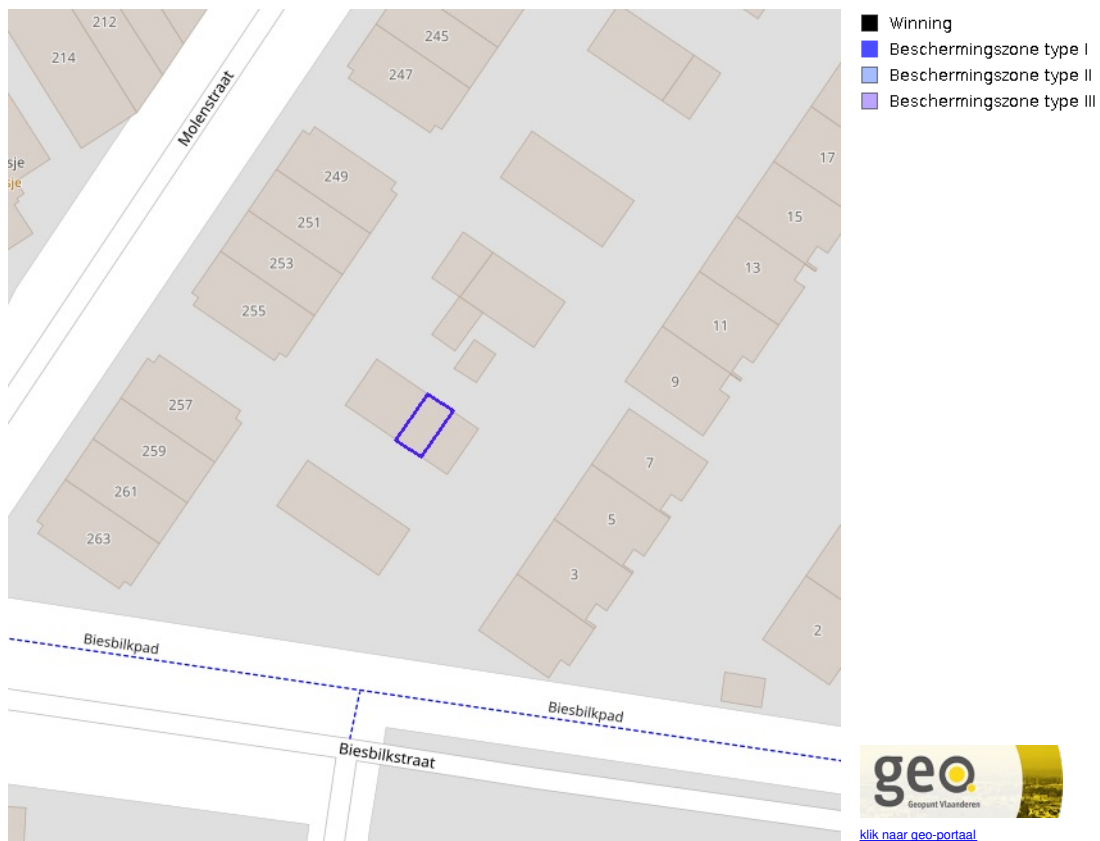 212
214
245
247
Molenstraat
249
251
253
255
sje
sje
17
15
13
11
9
7
5
3
2
257
259
261
263
Biesbilkpad
Biesbilkpad
Biesbilkstraat
Winning
Beschermingszone type I
Beschermingszone type II
Beschermingszone type III
geo
Geopunt Vlaanderen
klik naar geo-portaal